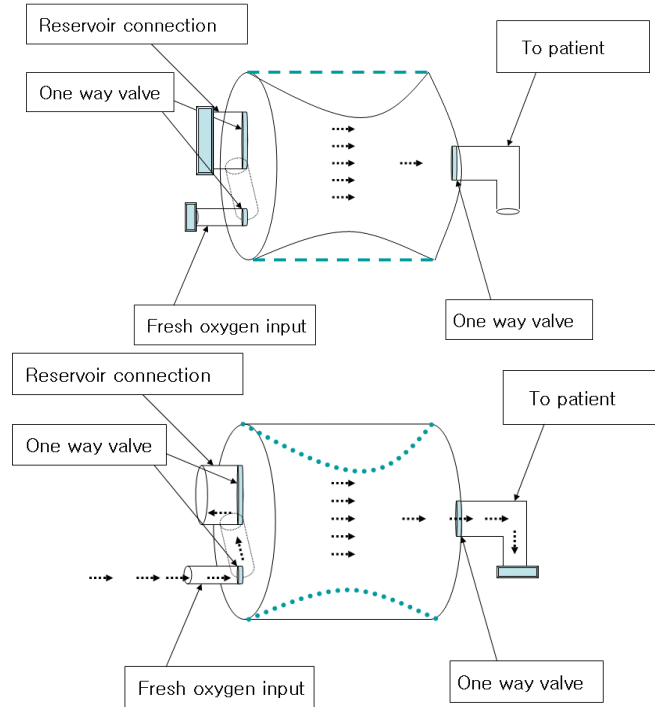 Reservoir connection
To patient
One way valve
Fresh oxygen input
One way valve
Reservoir connection
To patient
One way valve
Fresh oxygen input
One way valve